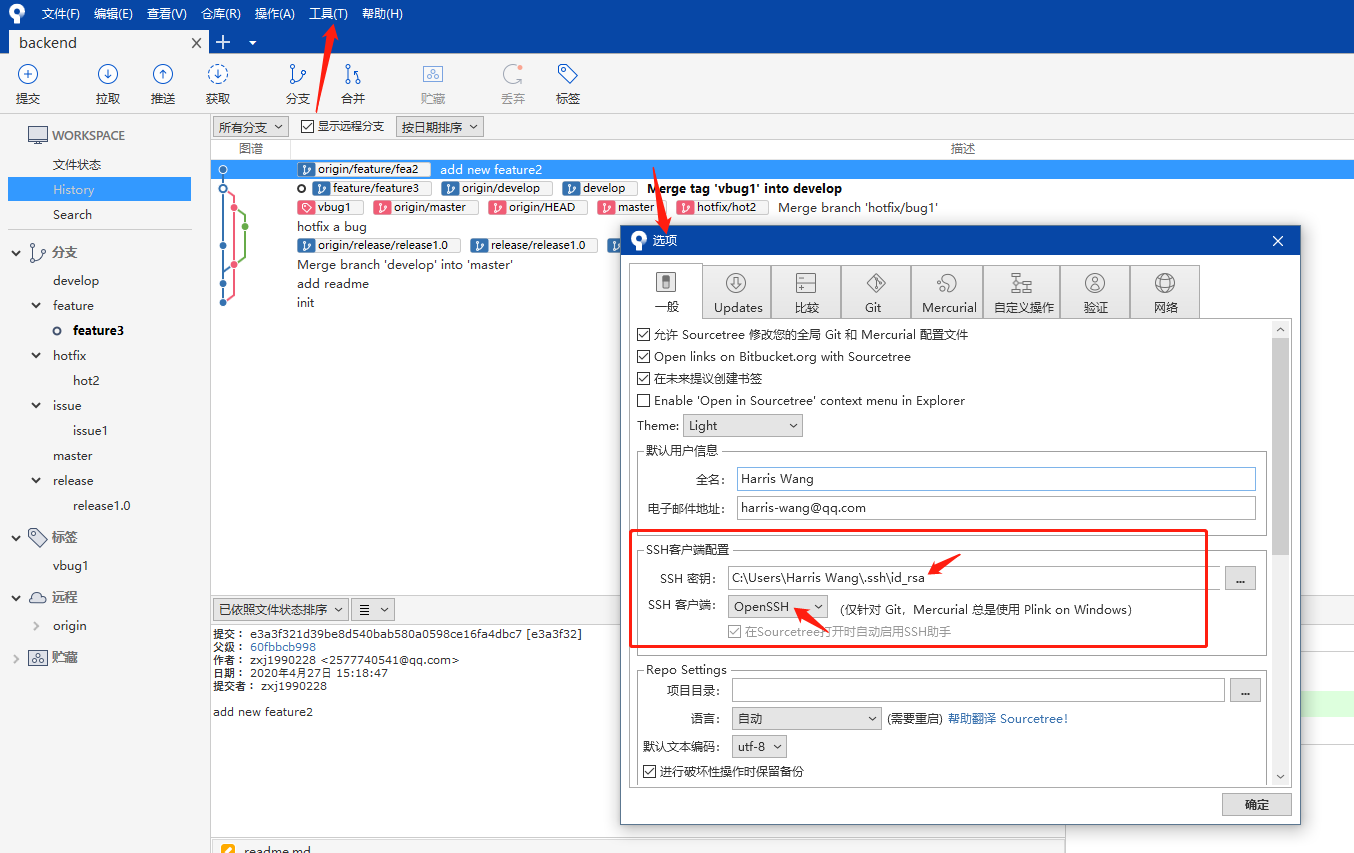 文件(F) 编辑(E) 查看(V) 仓库(R) 操作(A) 工具(T) 帮助(H)
backend
提交 拉取 推送 获取 分支 合并 贮藏 丢弃 标签
WORKSPACE
文件状态
History
Search
分支
develop
feature
feature3
hotfix
hot2
issue
issue1
master
release
release1.0
标签
vbug1
远程
origin
贮藏
所有分支 显示远程分支 按日期排序
图谱 描述
origin/feature/fea2 add new feature2
feature/feature3 origin/develop develop Merge tag 'vbug1' into develop
vbug1 origin/master origin/HEAD master hotfix/hot2 Merge branch 'hotfix/bug1'
hotfix a bug
origin/release/release1.0 release/release1.0
Merge branch 'develop' into 'master'
add readme
init
已依照文件状态排序
提交： e3a3f321d39be8d540bab580a0598ce16fa4dbc7 [e3a3f32]
父级： 60fbbcb998
作者： zxj1990228 <2577740541@qq.com>
日期： 2020年4月27日 15:18:47
提交者： zxj1990228
add new feature2
readme.md
选项
一般 Updates 比较 Git Mercurial 自定义操作 验证 网络
允许 Sourcetree 修改您的全局 Git 和 Mercurial 配置文件
Open links on Bitbucket.org with Sourcetree
在未来提议创建书签
Enable 'Open in Sourcetree' context menu in Explorer
Theme: Light
默认用户信息
全名： Harris Wang
电子邮件地址： harris-wang@qq.com
SSH客户端配置
SSH 密钥： C:\Users\Harris Wang\.ssh\id_rsa ...
SSH 客户端： OpenSSH (仅针对 Git，Mercurial 总是使用 Plink on Windows)
在Sourcetree打开时自动启用SSH助手
Repo Settings
项目目录： ...
语言： 自动 (需要重启) 帮助翻译 Sourcetree!
默认文本编码： utf-8
进行破坏性操作时保留备份
确定